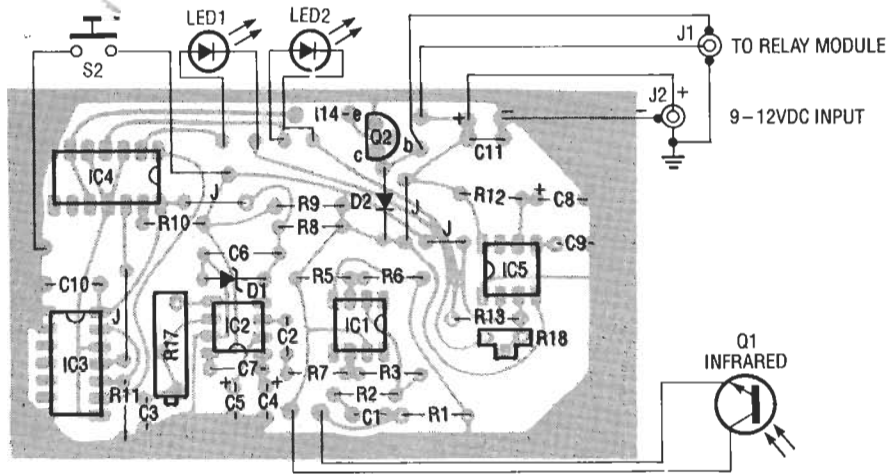 LED1 LED2
S2
J1 TO RELAY MODULE
J2 +
- 9-12VDC INPUT
I14-e
Q2
c b
+ -
C11
IC4
J
R10
R9
R8
D2
J
J
R12
+ C8
C9
C6
D1
R5 R6
IC5
C10
J
R17
IC2
C2
IC1
R13
R18
IC3
C7
R7 R3
R2
R11
C3
+
C5
+
C4
C1
R1
Q1
INFRARED